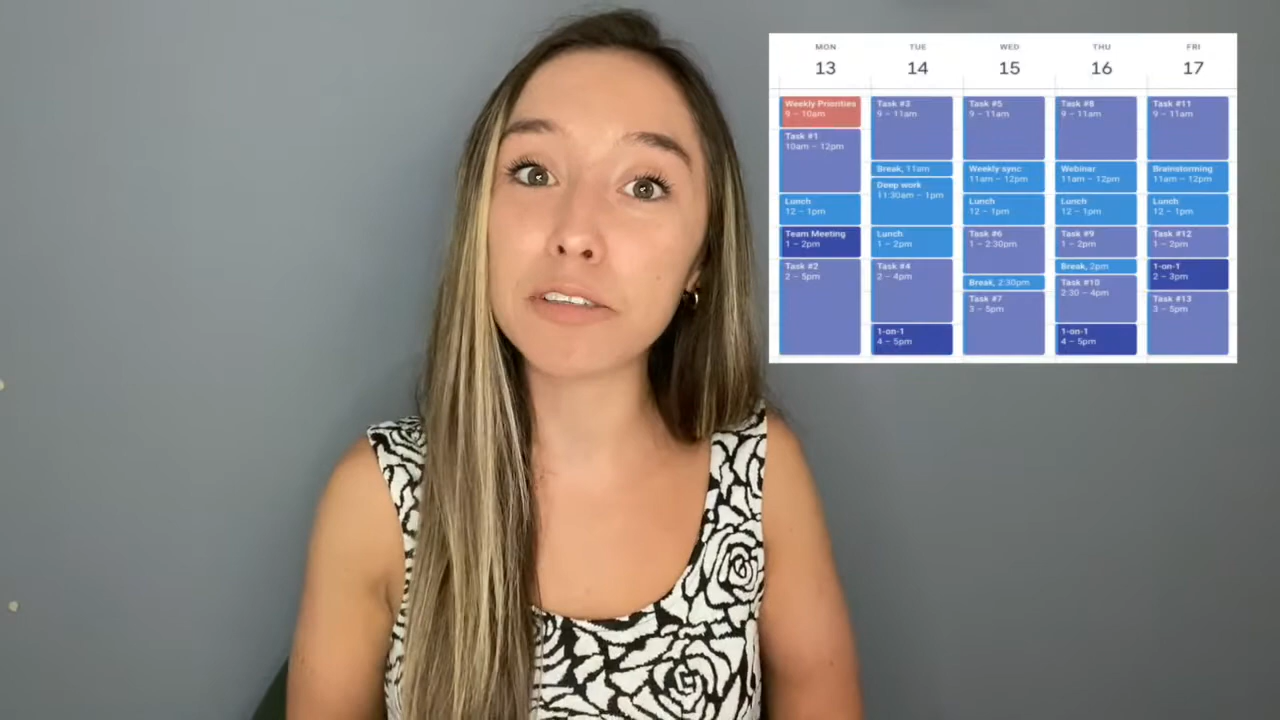 MON
13
Weekly Priorities
9 – 10am
Task #1
10am – 12pm
Lunch
12 – 1pm
Team Meeting
1 – 2pm
Task #2
2 – 5pm
TUE
14
Task #3
9 – 11am
Break, 11am
Deep work
11:30am – 1pm
Lunch
1 – 2pm
Task #4
2 – 4pm
1-on-1
4 – 5pm
WED
15
Task #5
9 – 11am
Weekly sync
11am – 12pm
Lunch
12 – 1pm
Task #6
1 – 2:30pm
Break, 2:30pm
Task #7
3 – 5pm
THU
16
Task #8
9 – 11am
Webinar
11am – 12pm
Lunch
12 – 1pm
Task #9
1 – 2pm
Break, 2pm
Task #10
2:30 – 4pm
1-on-1
4 – 5pm
FRI
17
Task #11
9 – 11am
Brainstorming
11am – 12pm
Lunch
12 – 1pm
Task #12
1 – 2pm
1-on-1
2 – 3pm
Task #13
3 – 5pm